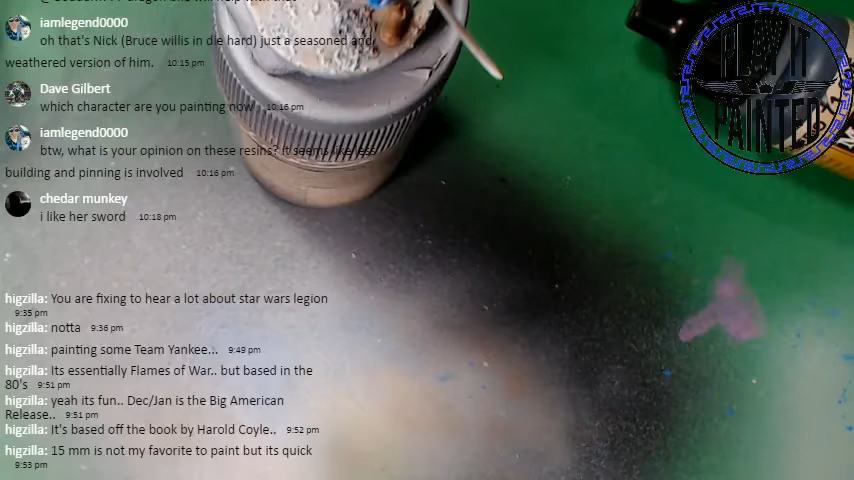 iamlegend0000
oh that's Nick (Bruce willis in die hard) just a seasoned and
weathered version of him. 10:15 pm
Dave Gilbert
which character are you painting now 10:16 pm
iamlegend0000
btw, what is your opinion on these resins? It seems like less
building and pinning is involved 10:16 pm
chedar munkey
i like her sword 10:18 pm
higzilla: You are fixing to hear a lot about star wars legion
9:35 pm
higzilla: notta 9:36 pm
higzilla: painting some Team Yankee... 9:49 pm
higzilla: Its essentially Flames of War.. but based in the
80's 9:51 pm
higzilla: yeah its fun.. Dec/Jan is the Big American
Release.. 9:51 pm
higzilla: It's based off the book by Harold Coyle.. 9:52 pm
higzilla: 15 mm is not my favorite to paint but its quick
9:53 pm
PLAY IT
PAINTED